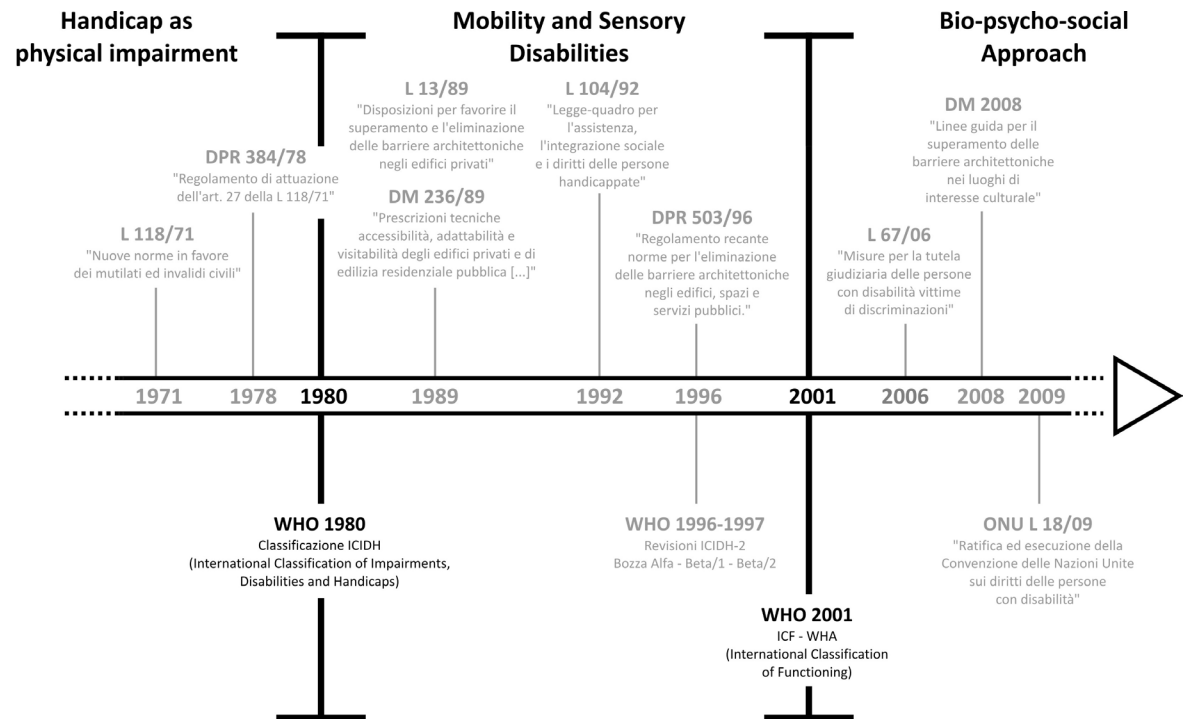 Handicap as
physical impairment
Mobility and Sensory
Disabilities
Bio-psycho-social
Approach
L 118/71
"Nuove norme in favore
dei mutilati ed invalidi civili"
DPR 384/78
"Regolamento di attuazione
dell'art. 27 della L 118/71"
L 13/89
"Disposizioni per favorire il
superamento e l'eliminazione
delle barriere architettoniche
negli edifici privati"
DM 236/89
"Prescrizioni tecniche
accessibilità, adattabilità e
visitabilità degli edifici privati e di
edilizia residenziale pubblica [...]"
L 104/92
"Legge-quadro per
l'assistenza,
l'integrazione sociale
e i diritti delle persone
handicappate"
DPR 503/96
"Regolamento recante
norme per l'eliminazione
delle barriere architettoniche
negli edifici, spazi e
servizi pubblici."
L 67/06
"Misure per la tutela
giudiziaria delle persone
con disabilità vittime
di discriminazioni"
DM 2008
"Linee guida per il
superamento delle
barriere architettoniche
nei luoghi di
interesse culturale"
1971 1978 1980 1989 1992 1996 2001 2006 2008 2009
WHO 1980
Classificazione ICIDH
(International Classification of Impairments,
Disabilities and Handicaps)
WHO 1996-1997
Revisioni ICIDH-2
Bozza Alfa - Beta/1 - Beta/2
WHO 2001
ICF - WHA
(International Classification
of Functioning)
ONU L 18/09
"Ratifica ed esecuzione della
Convenzione delle Nazioni Unite
sui diritti delle persone
con disabilità"